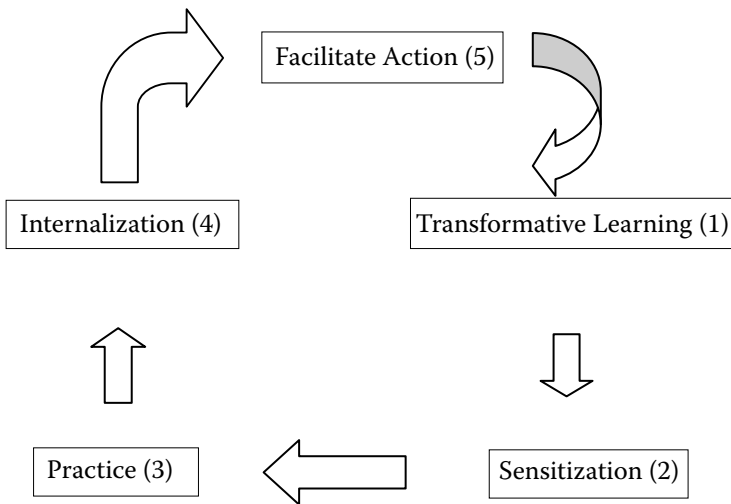 Facilitate Action (5)
Internalization (4)
Transformative Learning (1)
Practice (3)
Sensitization (2)